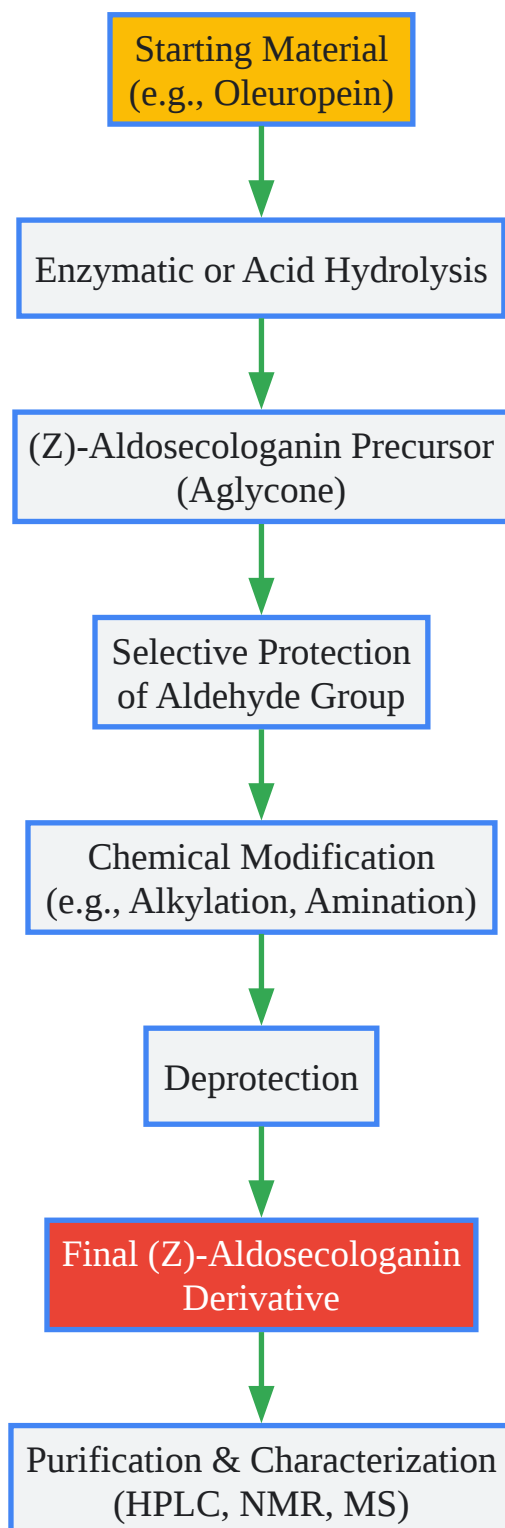 Starting Material
(e.g., Oleuropein)
Enzymatic or Acid Hydrolysis
(Z)-Aldosecologanin Precursor
(Aglycone)
Selective Protection
of Aldehyde Group
Chemical Modification
(e.g., Alkylation, Amination)
Deprotection
Final (Z)-Aldosecologanin
Derivative
Purification & Characterization
(HPLC, NMR, MS)